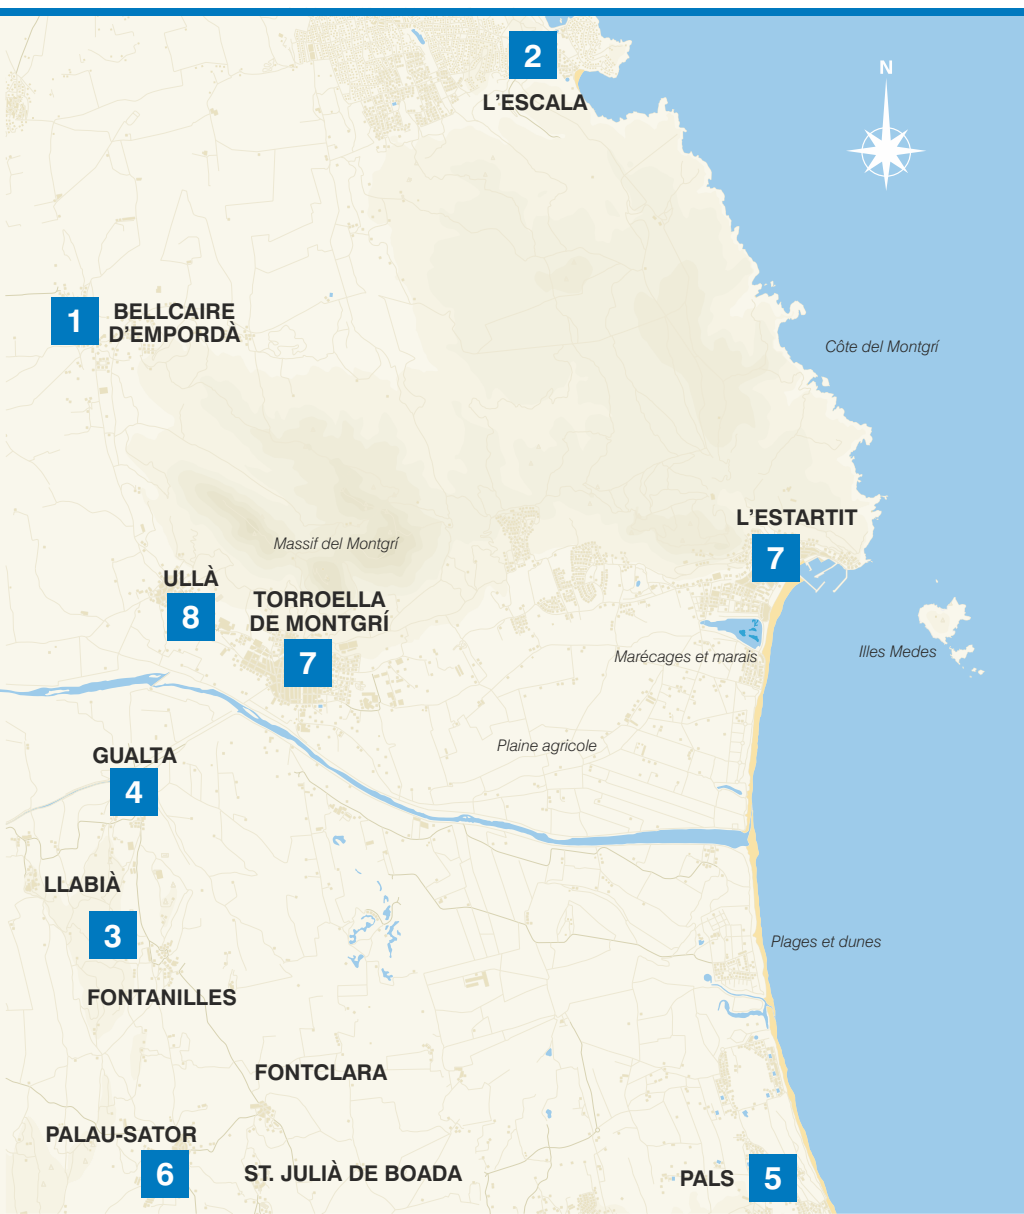 2
L'ESCALA
N
1
BELLCAIRE
D'EMPORDÀ
Côte del Montgrí
L'ESTARTIT
7
Massif del Montgrí
ULLÀ
8
TORROELLA
DE MONTGRÍ
7
Marécages et marais
Illes Medes
Plaine agricole
GUALTA
4
LLABIÀ
3
FONTANILLES
Plages et dunes
FONTCLARA
PALAU-SATOR
6
ST. JULIÀ DE BOADA
PALS
5